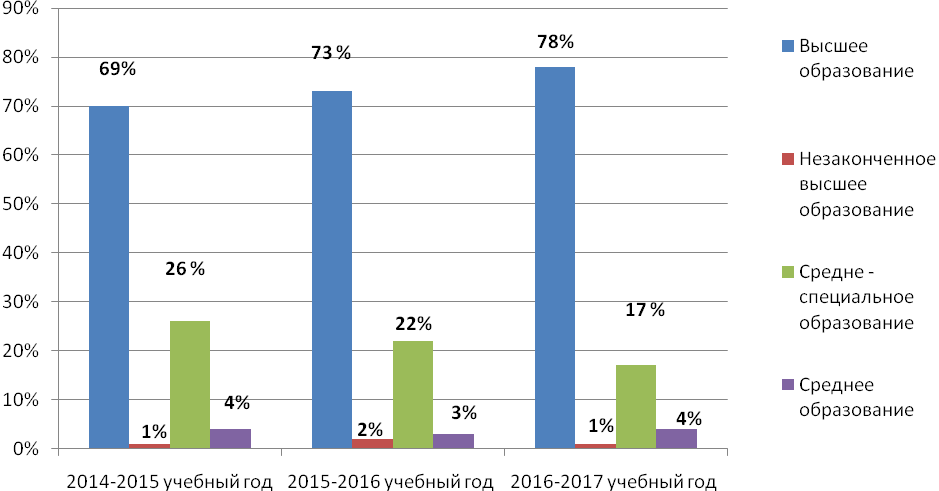 90%
80%
70%
60%
50%
40%
30%
20%
10%
0%
69%
1%
26 %
4%
73 %
2%
22%
3%
78%
1%
17 %
4%
2014-2015 учебный год
2015-2016 учебный год
2016-2017 учебный год
Высшее
образование
Незаконченное
высшее
образование
Средне -
специальное
образование
Среднее
образование